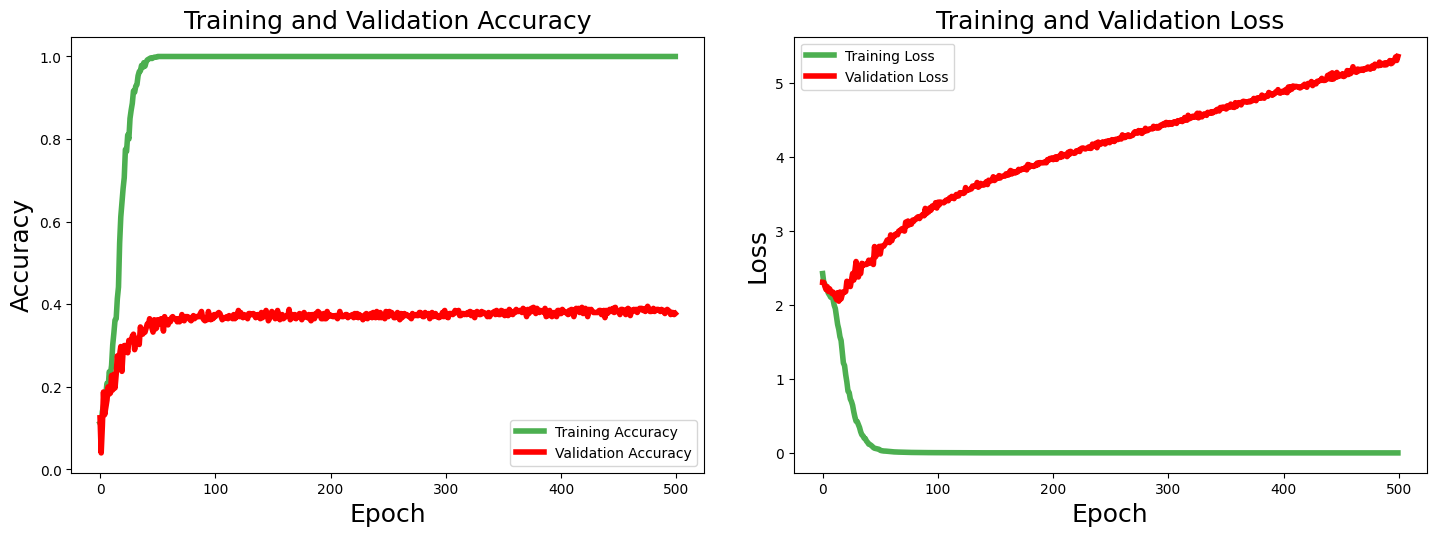 Training and Validation Accuracy
Accuracy
1.0
0.8
0.6
0.4
0.2
0.0
Training Accuracy
Validation Accuracy
0
100
200
300
400
500
Epoch
Training and Validation Loss
Training Loss
Validation Loss
Loss
5
4
3
2
1
0
0
100
200
300
400
500
Epoch